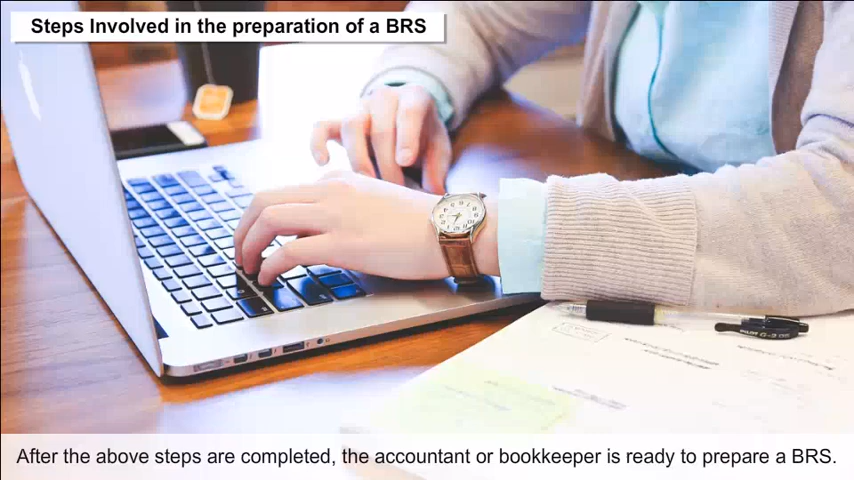 Steps Involved in the preparation of a BRS
After the above steps are completed, the accountant or bookkeeper is ready to prepare a BRS.